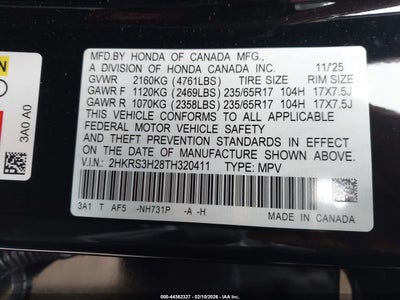 MFD.BY HONDA OF CANADA MFG.,
A DIVISION OF HONDA CANADA INC. 11/25
GVWR 2160KG (4761LBS) TIRE SIZE RIM SIZE
GAWR F 1120KG (2469LBS) 235/65R17 104H 17X7.5J
GAWR R 1070KG (2358LBS) 235/65R17 104H 17X7.5J
THIS VEHICLE CONFORMS TO ALL APPLICABLE
FEDERAL MOTOR VEHICLE SAFETY
AND THEFT PREVENTION STANDARDS IN EFFECT
ON THE DATE OF MANUFACTURE SHOWN ABOVE.
V.I.N.: 2HKRS3H28TH320411 TYPE: MPV
3A1 T AF5 -NH731P -A -H
MADE IN CANADA
3A0 A0
000-44362327 - 02/10/2026 - IAAI.COM